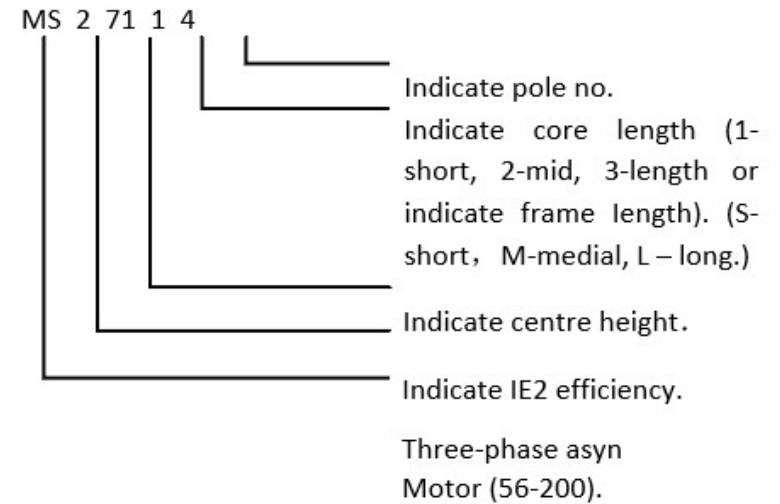 MS 2 71 1 4
Indicate pole no.
Indicate core length (1-
short, 2-mid, 3-length or
indicate frame length). (S-
short，M-medial, L – long.)
Indicate centre height.
Indicate IE2 efficiency.
Three-phase asyn
Motor (56-200).